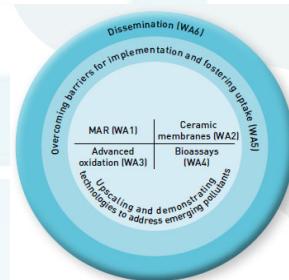 Dissemination (WA6)
Overcoming barriers for implementation and fostering uptake (WA5)
MAR (WA1)
Ceramic
membranes (WA2)
Advanced
oxidation (WA3)
Bioassays
(WA4)
Upscaling and demonstrating
technologies to address emerging pollutants